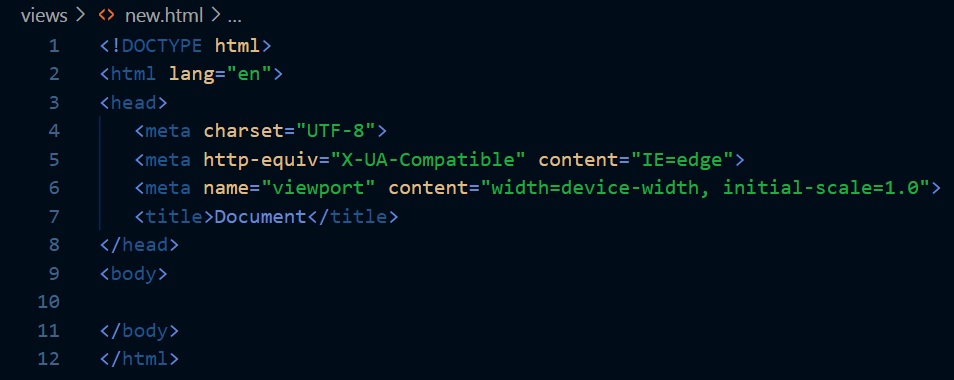 views > <> new.html > ...
1 <!DOCTYPE html>
2 <html lang="en">
3 <head>
4    <meta charset="UTF-8">
5    <meta http-equiv="X-UA-Compatible" content="IE=edge">
6    <meta name="viewport" content="width=device-width, initial-scale=1.0">
7    <title>Document</title>
8 </head>
9 <body>
10
11 </body>
12 </html>